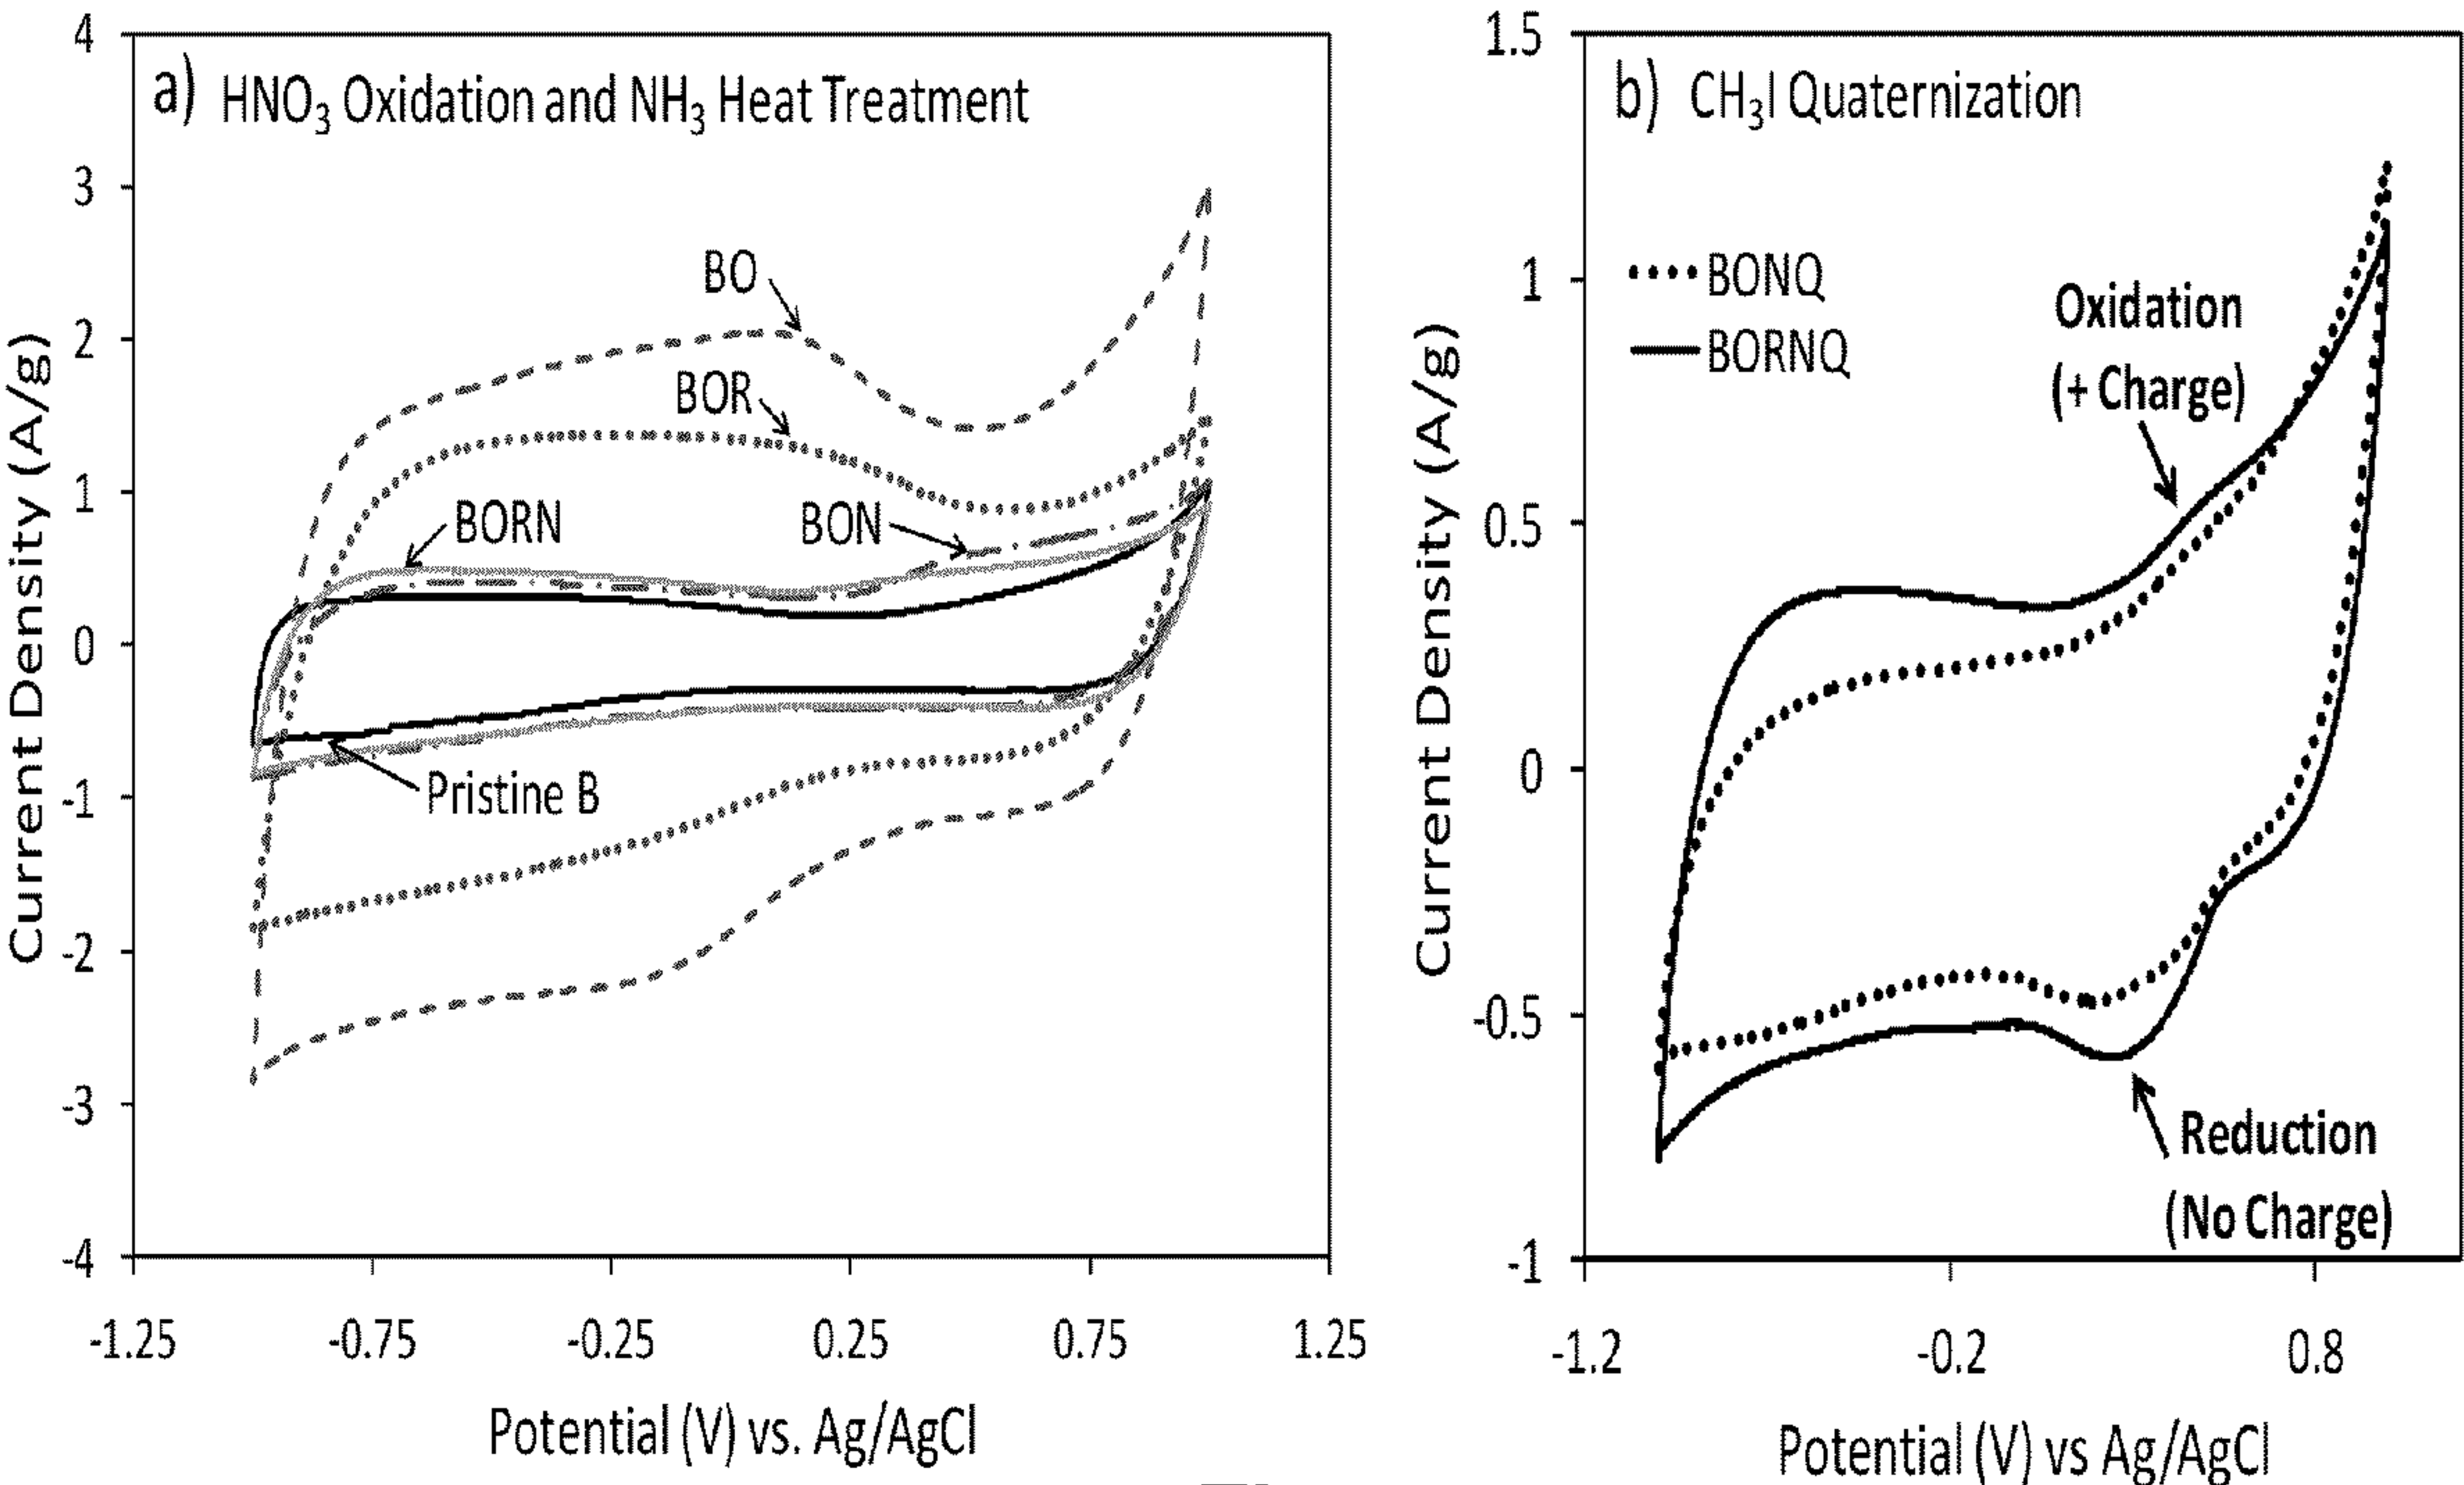 a) HNO₃ Oxidation and NH₃ Heat Treatment
Current Density (A/g)
4
3
2
1
0
-1
-2
-3
-4
BO
BOR
BORN
BON
Pristine B
-1.25
-0.75
-0.25
0.25
0.75
1.25
Potential (V) vs. Ag/AgCl
b) CH₃I Quaternization
Current Density (A/g)
1.5
1
0.5
0
-0.5
-1
BONQ
BORNQ
Oxidation
(+ Charge)
Reduction
(No Charge)
-1.2
-0.2
0.8
Potential (V) vs Ag/AgCl